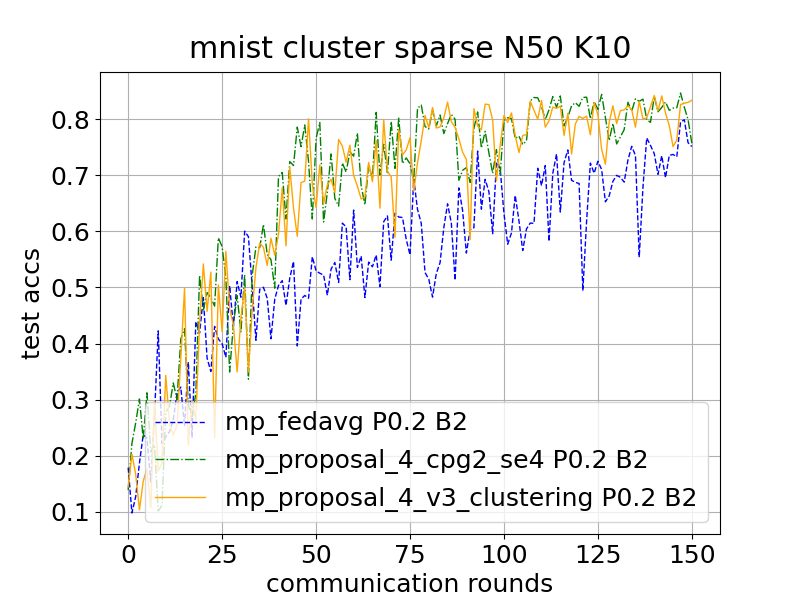 mnist cluster sparse N50 K10
test accs
0.8
0.7
0.6
0.5
0.4
0.3
0.2
0.1
mp_fedavg P0.2 B2
mp_proposal_4_cpg2_se4 P0.2 B2
mp_proposal_4_v3_clustering P0.2 B2
0 25 50 75 100 125 150
communication rounds